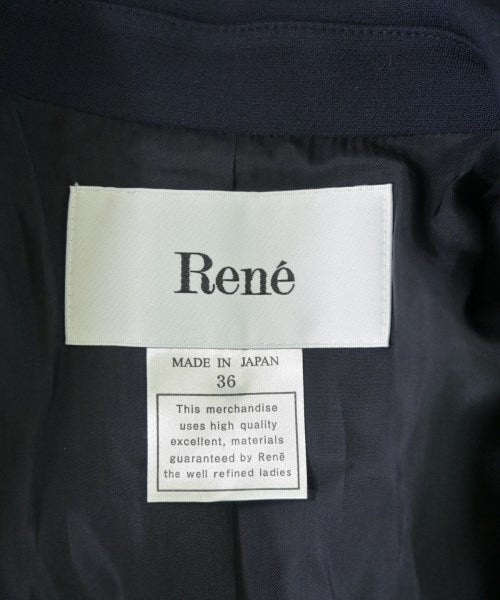 René
MADE IN JAPAN
36
This merchandise
uses high quality
excellent, materials
guaranteed by René
the well refined ladies